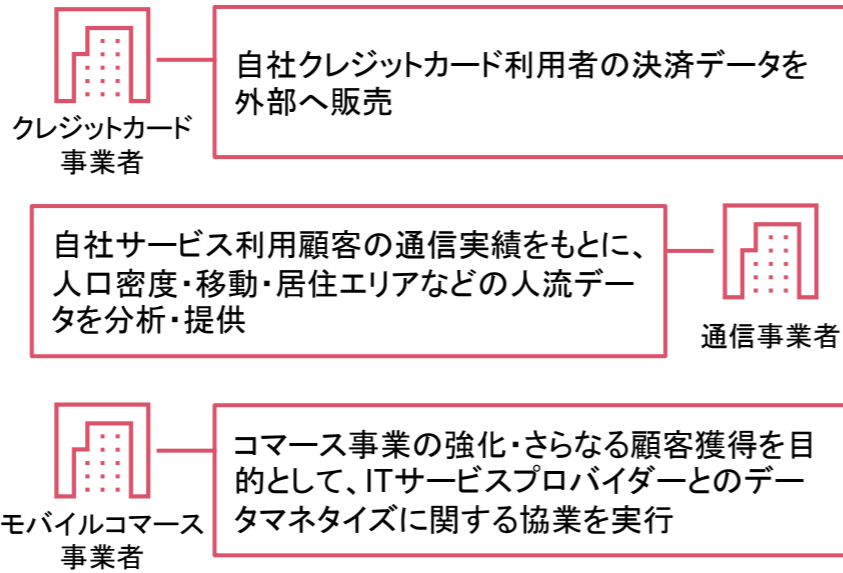 自社クレジットカード利用者の決済データを
外部へ販売
クレジットカード
事業者
自社サービス利用顧客の通信実績をもとに、
人口密度・移動・居住エリアなどの人流デー
タを分析・提供
通信事業者
コマース事業の強化・さらなる顧客獲得を目
的として、ITサービスプロバイダーとのデー
タマネタイズに関する協業を実行
モバイルコマース
事業者